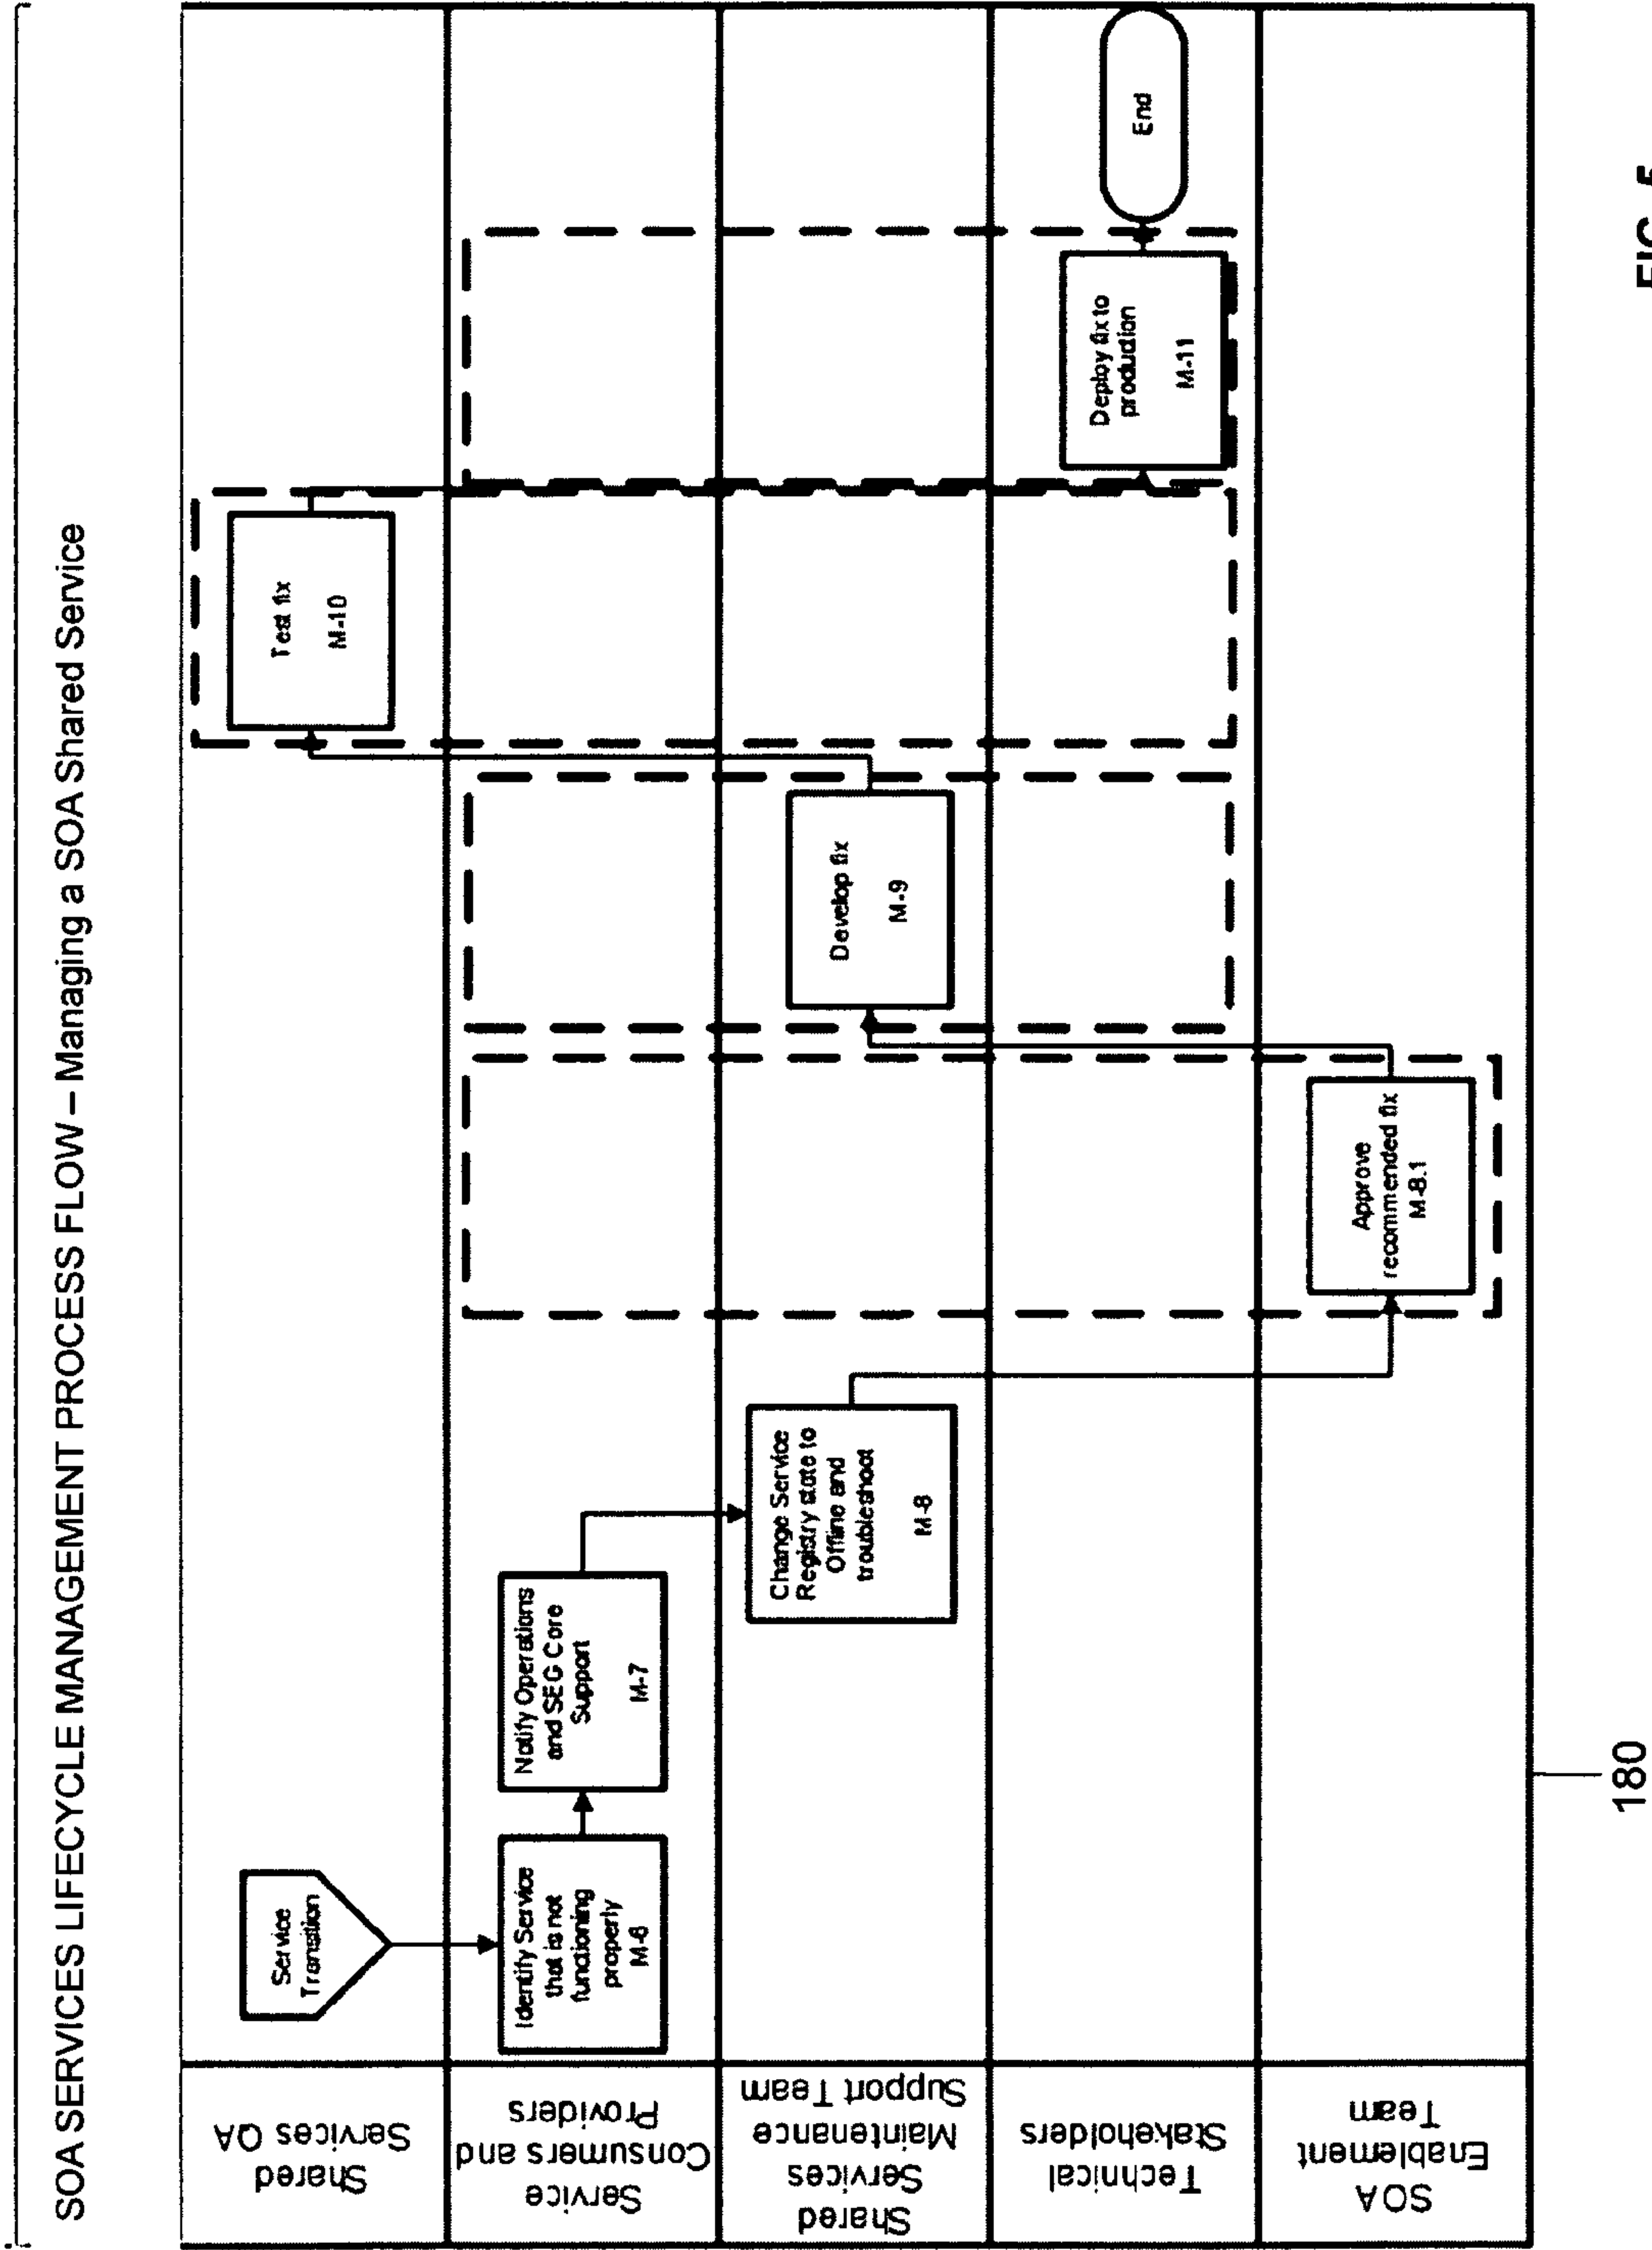 SOA SERVICES LIFECYCLE MANAGEMENT PROCESS FLOW – Managing a SOA Shared Service
Shared
Services QA
Service
Transition
Test fix
M-10
Service
Consumers and
Providers
Identify Service
that is not
functioning
properly
M-6
Notify Operations
and SEG Core
Support
M-7
Shared
Services
Maintenance
Support Team
Change Service
Registry state to
Offline and
troubleshoot
M-8
Develop fix
M-9
Technical
Stakeholders
Deploy fix to
production
M-11
End
SOA
Enablement
Team
Approve
recommended fix
M-8.1
180
FIG. 5